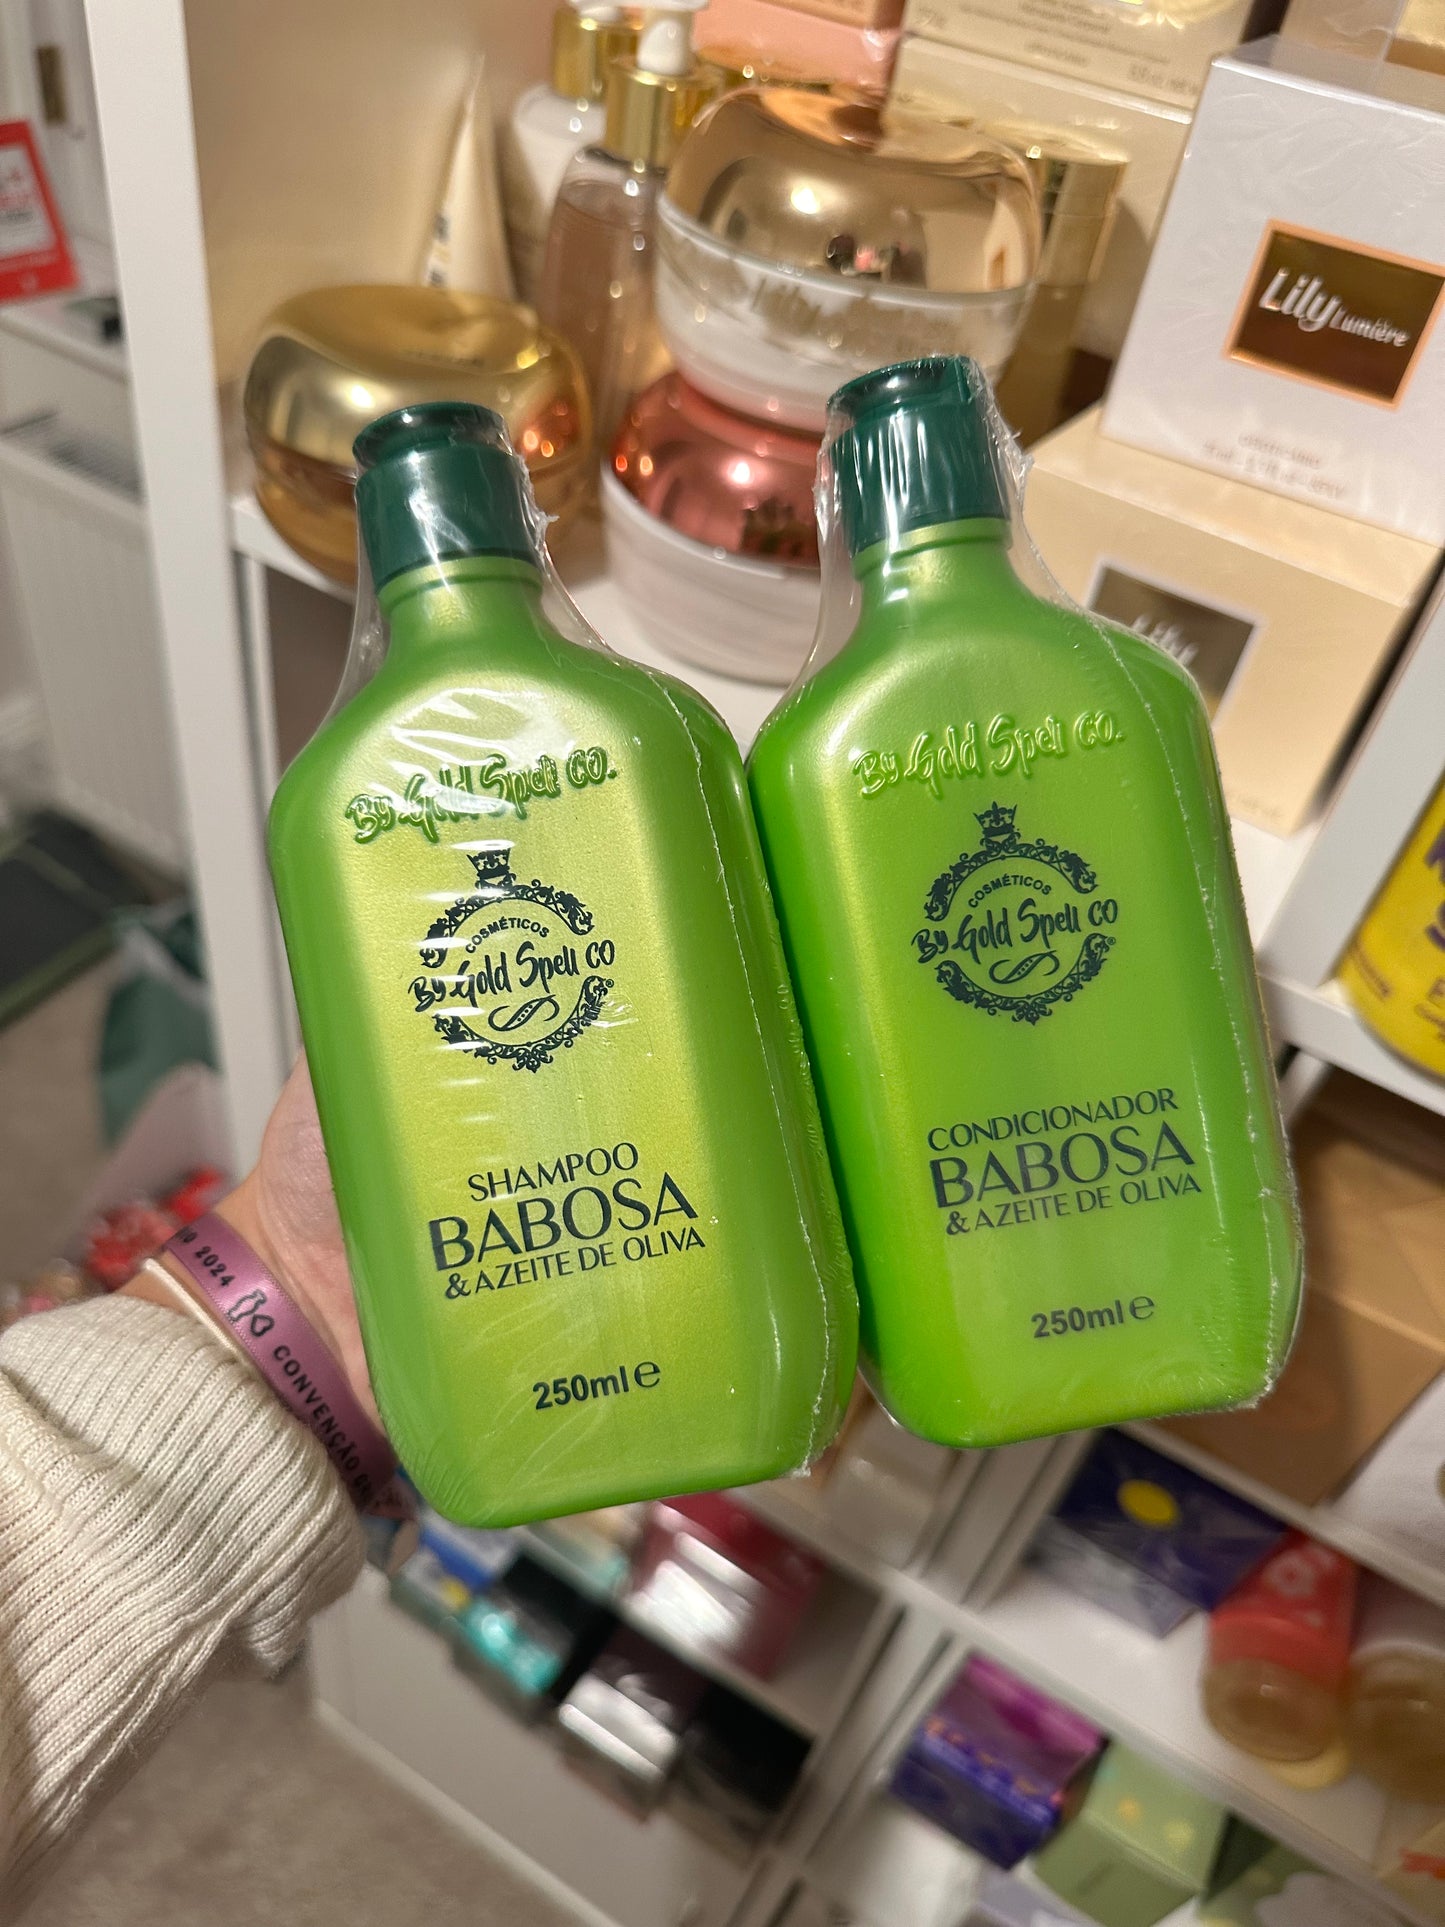 Lily Lumière
Lily
By Gold Spell CO.
COSMÉTICOS
By Gold Spell CO
®
SHAMPOO
BABOSA
& AZEITE DE OLIVA
250ml e
By Gold Spell CO.
COSMÉTICOS
By Gold Spell CO
®
CONDICIONADOR
BABOSA
& AZEITE DE OLIVA
250ml e
2024
CONVENÇÃO